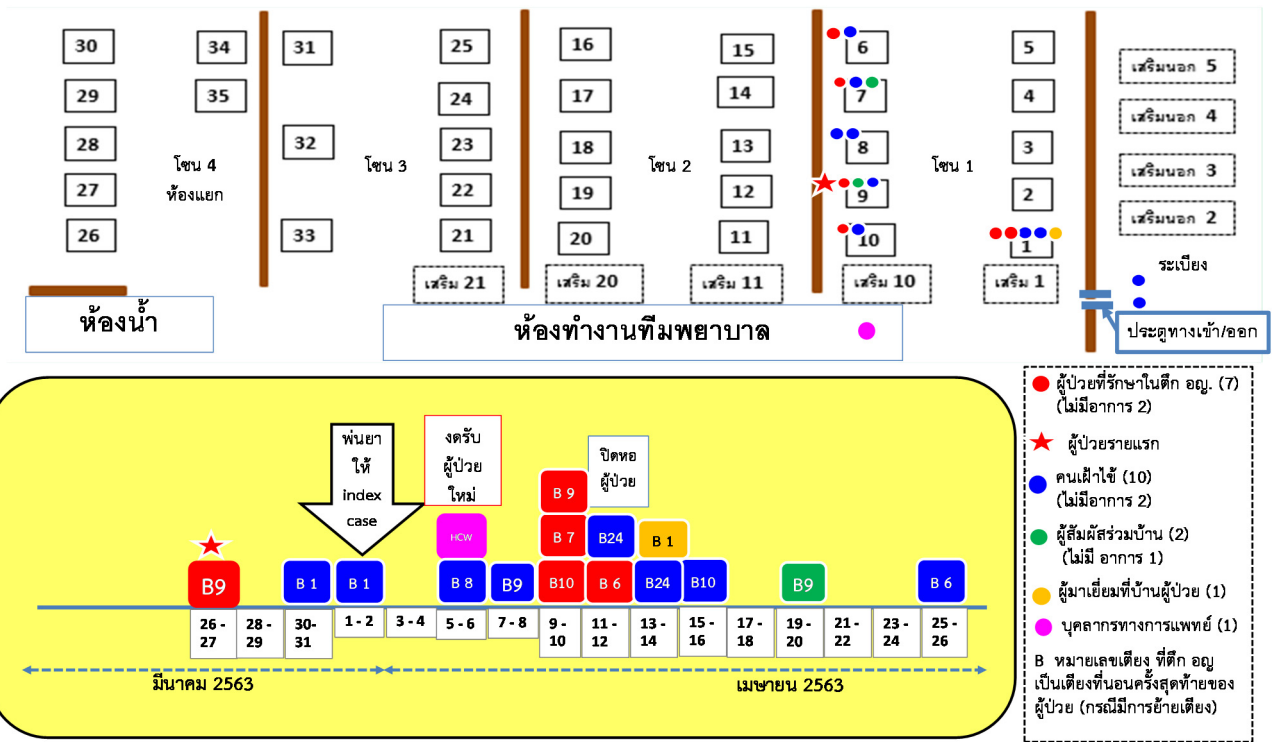 30
34
31
25
16
15
6
5
29
35
24
17
14
7
4
เสริมนอก 5
28
32
23
18
13
8
3
เสริมนอก 4
โซน 4
ห้องแยก
โซน 3
โซน 2
โซน 1
27
22
19
12
9
2
เสริมนอก 3
26
33
21
20
11
10
1
เสริมนอก 2
เสริม 21
เสริม 20
เสริม 11
เสริม 10
เสริม 1
ระเบียง
ห้องน้ำ
ห้องทำงานทีมพยาบาล
ประตูทางเข้า/ออก
พ่นยา
ให้
index
case
งดรับ
ผู้ป่วย
ใหม่
ปิดหอ
ผู้ป่วย
B 9
HCW
B 7
B24
B 1
B9
B 1
B 1
B 8
B9
B10
B 6
B24
B10
B9
B 6
26 - 27
28 - 29
30- 31
1 - 2
3 - 4
5 - 6
7 - 8
9 - 10
11 - 12
13 - 14
15 - 16
17 - 18
19 - 20
21 - 22
23 - 24
25 - 26
มีนาคม 2563
เมษายน 2563
ผู้ป่วยที่รักษาในตึก อญ. (7)
(ไม่มีอาการ 2)
ผู้ป่วยรายแรก
คนเฝ้าไข้ (10)
(ไม่มีอาการ 2)
ผู้สัมผัสร่วมบ้าน (2)
(ไม่มี อาการ 1)
ผู้มาเยี่ยมที่บ้านผู้ป่วย (1)
บุคลากรทางการแพทย์ (1)
B หมายเลขเตียง ที่ตึก อญ
เป็นเตียงที่นอนครั้งสุดท้ายของ
ผู้ป่วย (กรณีมีการย้ายเตียง)